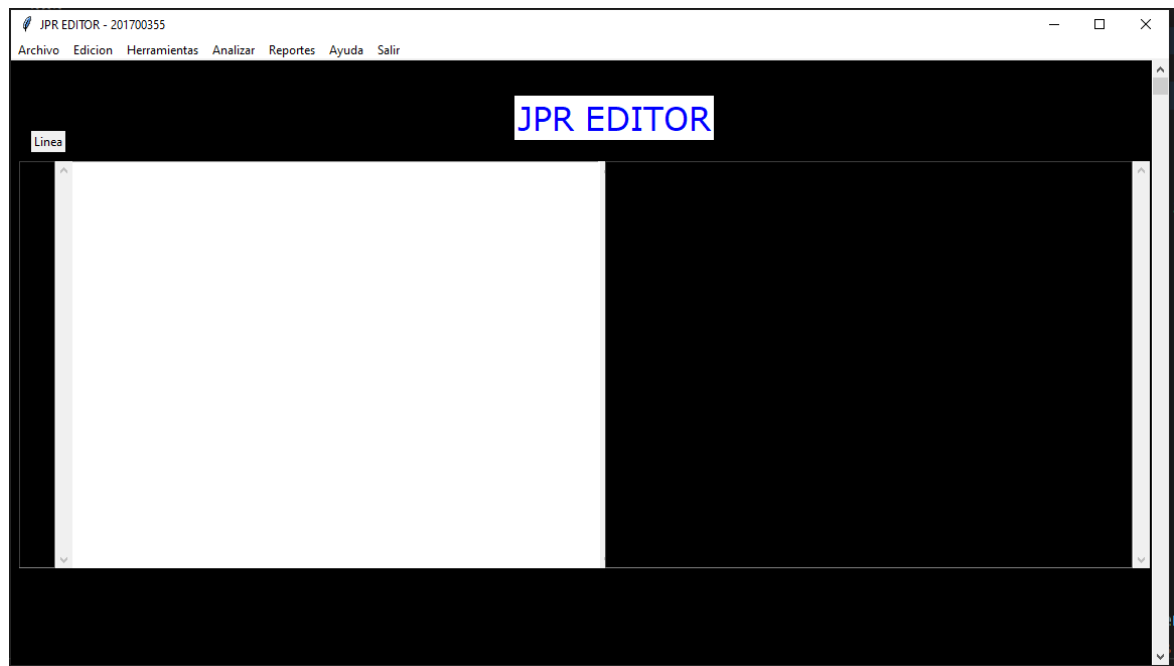 JPR EDITOR - 201700355
Archivo Edicion Herramientas Analizar Reportes Ayuda Salir
JPR EDITOR
Linea